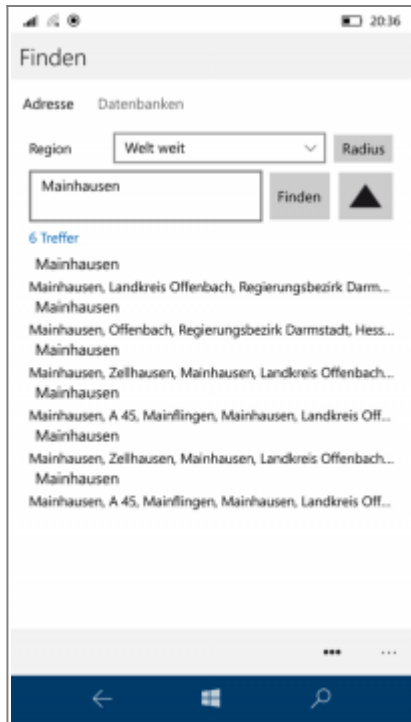 20:36
Finden
Adresse Datenbanken
Region Welt weit Radius
Mainhausen Finden
6 Treffer
Mainhausen
Mainhausen, Landkreis Offenbach, Regierungsbezirk Darm...
Mainhausen
Mainhausen, Offenbach, Regierungsbezirk Darmstadt, Hess...
Mainhausen
Mainhausen, Zellhausen, Mainhausen, Landkreis Offenbach...
Mainhausen
Mainhausen, A 45, Mainflingen, Mainhausen, Landkreis Off...
Mainhausen
Mainhausen, Zellhausen, Mainhausen, Landkreis Offenbach...
Mainhausen
Mainhausen, A 45, Mainflingen, Mainhausen, Landkreis Off...